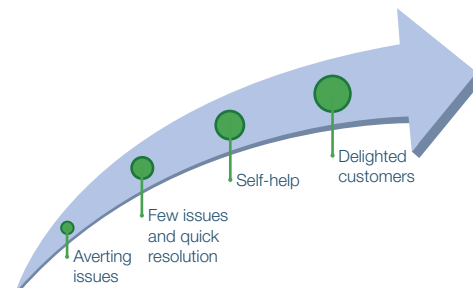 Averting
issues
Few issues
and quick
resolution
Self-help
Delighted
customers